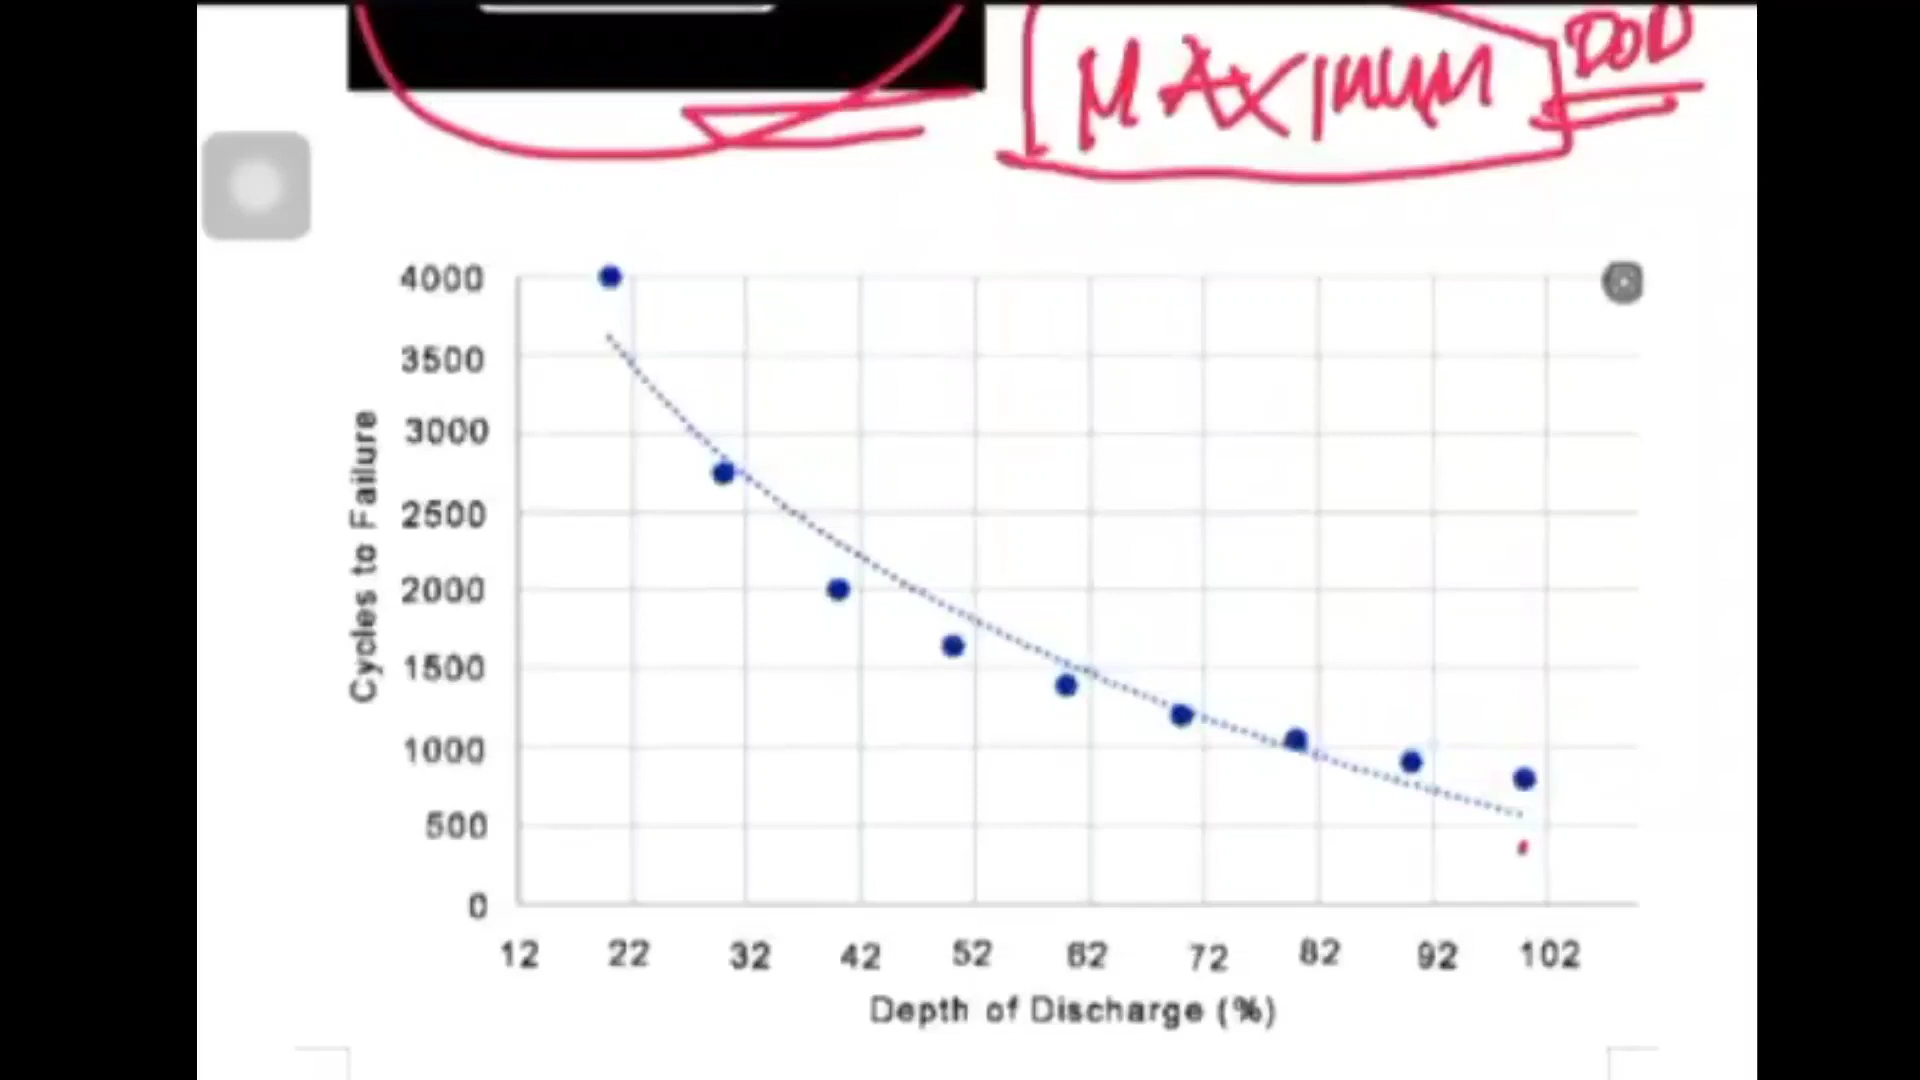 MAXIMUM DOD
4000
3500
3000
2500
2000
1500
1000
500
0
Cycles to Failure
12 22 32 42 52 62 72 82 92 102
Depth of Discharge (%)